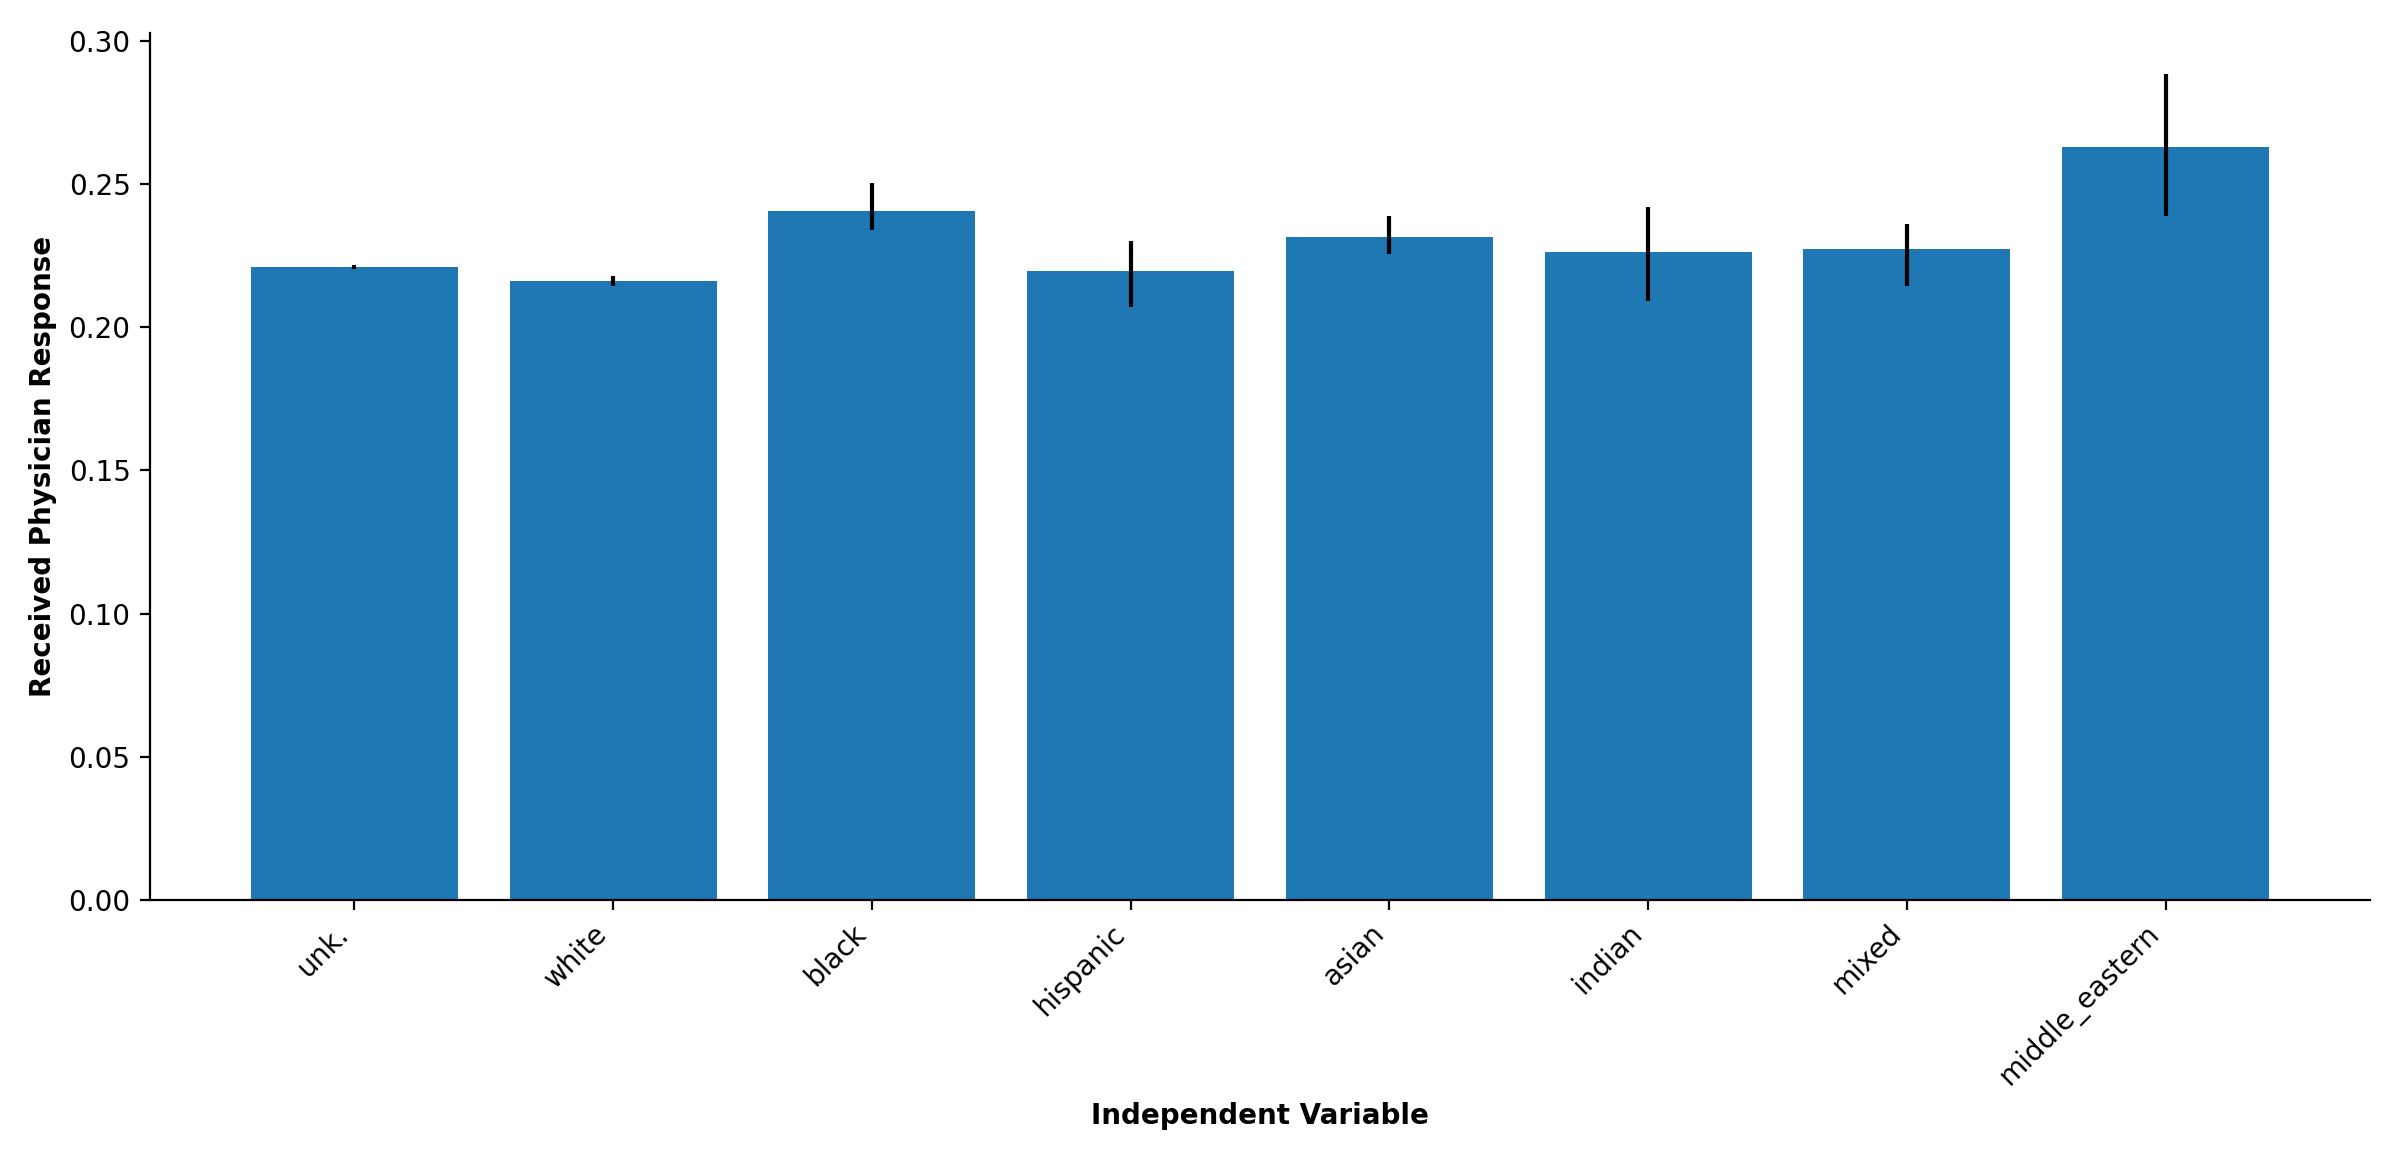 0.30
0.25
0.20
0.15
0.10
0.05
0.00
Received Physician Response
unk.
white
black
hispanic
asian
indian
mixed
middle_eastern
Independent Variable